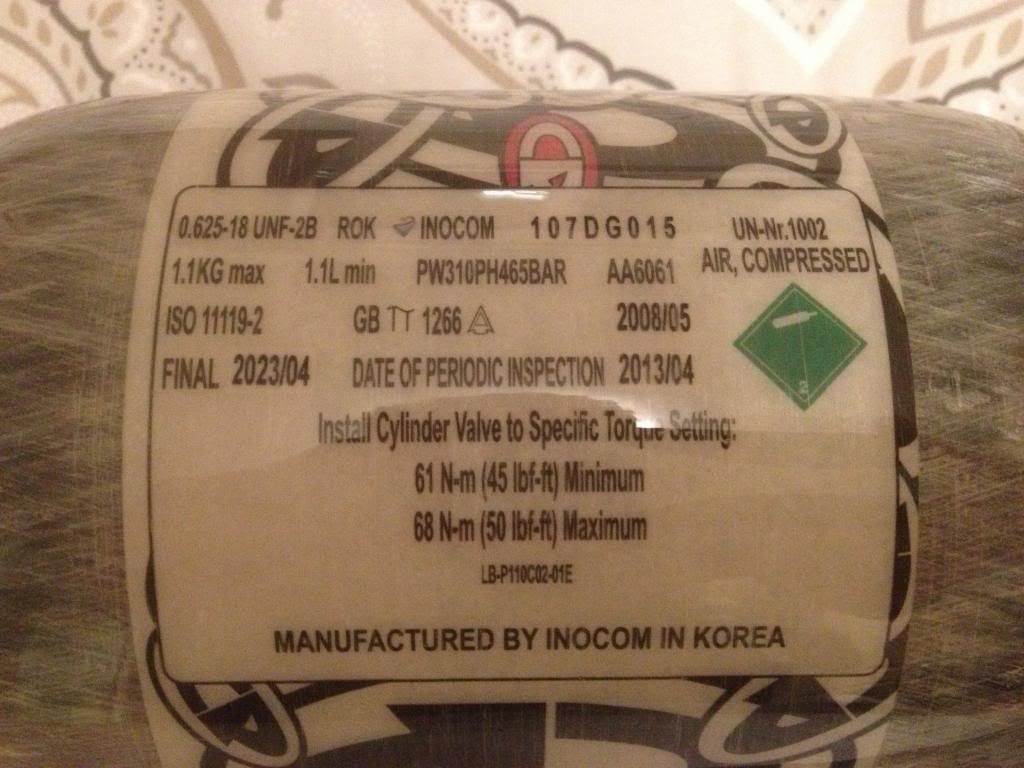 0.625-18 UNF-2B ROK INOCOM 107DG015 UN-Nr.1002
AIR, COMPRESSED
1.1KG max 1.1L min PW310PH465BAR AA6061
ISO 11119-2 GB TT 1266 2008/05
FINAL 2023/04 DATE OF PERIODIC INSPECTION 2013/04
2
Install Cylinder Valve to Specific Torque Setting:
61 N-m (45 lbf-ft) Minimum
68 N-m (50 lbf-ft) Maximum
LB-P110C02-01E
MANUFACTURED BY INOCOM IN KOREA